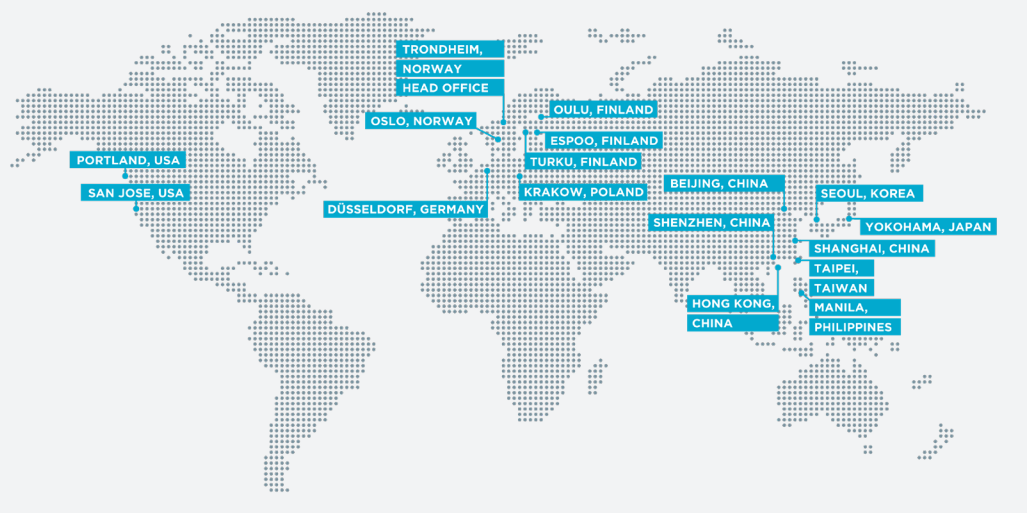 TRONDHEIM,
NORWAY
HEAD OFFICE
OSLO, NORWAY
OULU, FINLAND
ESPOO, FINLAND
TURKU, FINLAND
PORTLAND, USA
SAN JOSE, USA
KRAKOW, POLAND
DÜSSELDORF, GERMANY
BEIJING, CHINA
SEOUL, KOREA
SHENZHEN, CHINA
YOKOHAMA, JAPAN
SHANGHAI, CHINA
TAIPEI,
TAIWAN
HONG KONG,
CHINA
MANILA,
PHILIPPINES